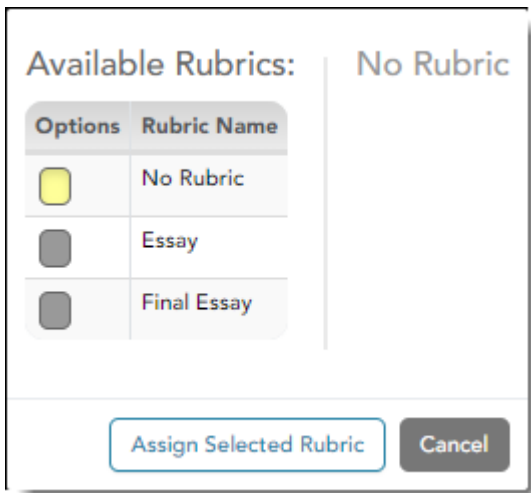 Available Rubrics:
No Rubric
Options Rubric Name
No Rubric
Essay
Final Essay
Assign Selected Rubric
Cancel